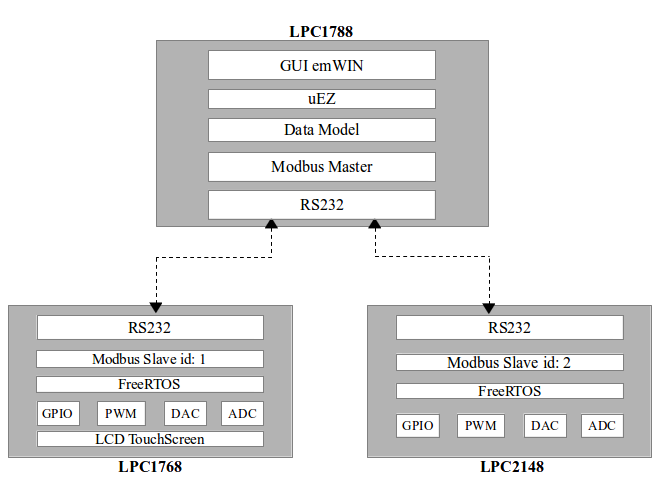 LPC1788
GUI emWIN
uEZ
Data Model
Modbus Master
RS232
RS232
Modbus Slave id: 1
FreeRTOS
GPIO PWM DAC ADC
LCD TouchScreen
LPC1768
RS232
Modbus Slave id: 2
FreeRTOS
GPIO PWM DAC ADC
LPC2148